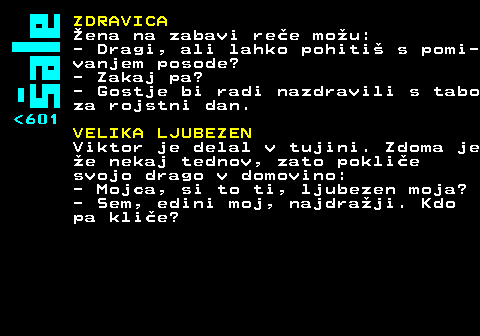 šale
<601
ZDRAVICA
Žena na zabavi reče možu:
- Dragi, ali lahko pohitiš s pomi-
vanjem posode?
- Zakaj pa?
- Gostje bi radi nazdravili s tabo
za rojstni dan.
VELIKA LJUBEZEN
Viktor je delal v tujini. Zdoma je
že nekaj tednov, zato pokliče
svojo drago v domovino:
- Mojca, si to ti, ljubezen moja?
- Sem, edini moj, najdražji. Kdo
pa kliče?